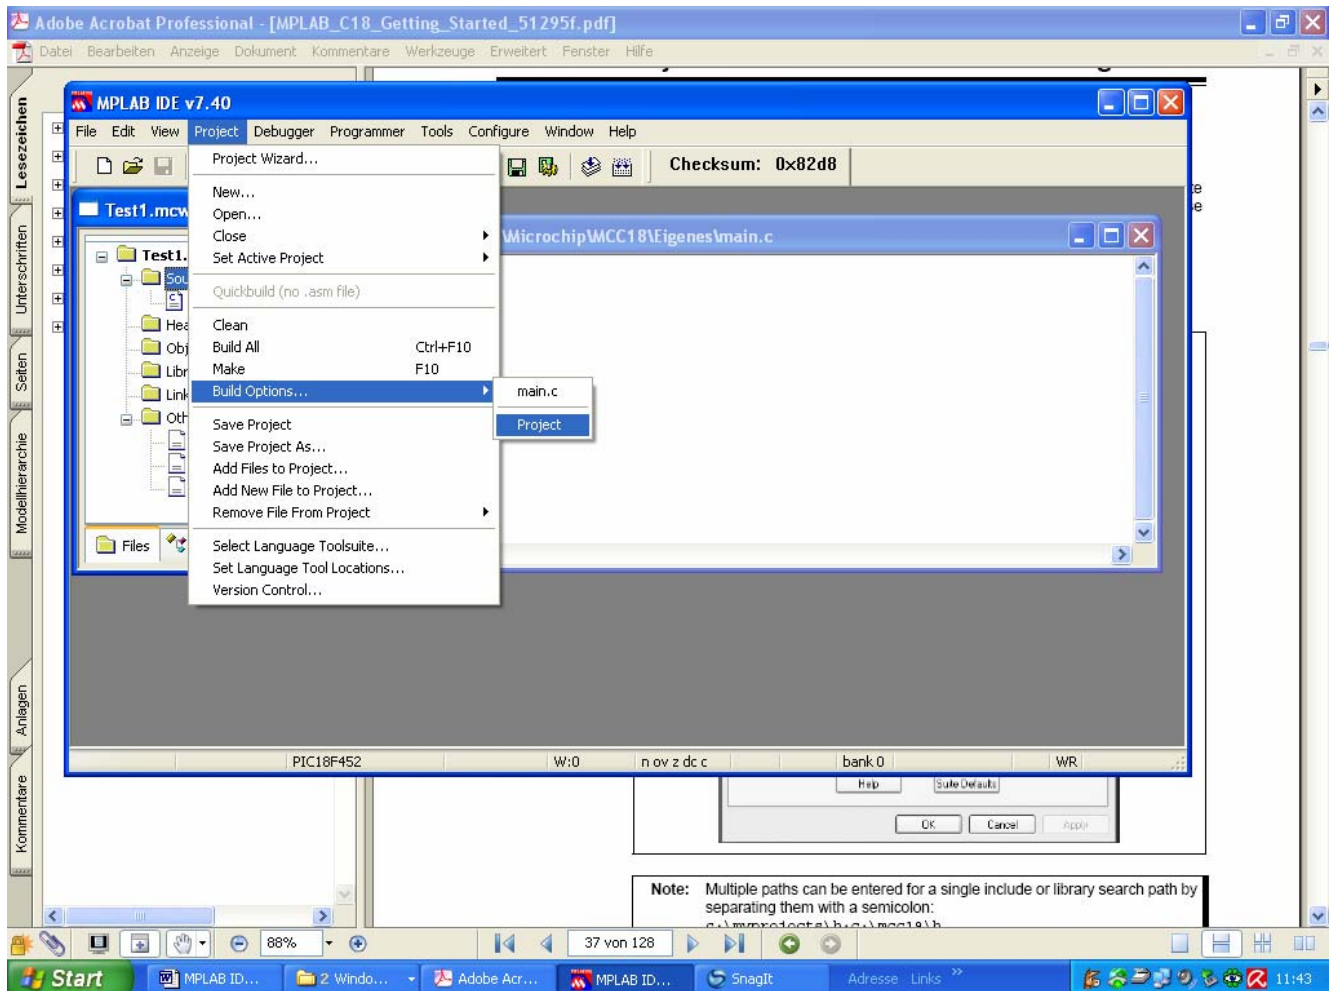 Adobe Acrobat Professional - [MPLAB_C18_Getting_Started_51295f.pdf]
Datei Bearbeiten Anzeige Dokument Kommentare Werkzeuge Erweitert Fenster Hilfe
Lesezeichen
Unterschriften
Seiten
Modellhierarchie
Anlagen
Kommentare
MPLAB IDE v7.40
File Edit View Project Debugger Programmer Tools Configure Window Help
Checksum: 0x82d8
Test1.mcw
\Microchip\MCC18\Eigenes\main.c
Test1.
Sou
Hea
Obj
Libr
Link
Oth
Files
Project Wizard...
New...
Open...
Close
Set Active Project
Quickbuild (no .asm file)
Clean
Build All Ctrl+F10
Make F10
Build Options...
Save Project
Save Project As...
Add Files to Project...
Add New File to Project...
Remove File From Project
Select Language Toolsuite...
Set Language Tool Locations...
Version Control...
main.c
Project
PIC18F452 W:0 n ov z dc c bank 0 WR
Help Suite Defaults
OK Cancel Apply
Note: Multiple paths can be entered for a single include or library search path by
separating them with a semicolon:
c:\myprojects\h;c:\mcc18\h
88% 37 von 128
Start MPLAB ID... 2 Windo... Adobe Acr... MPLAB ID... SnagIt Adresse Links » 11:43